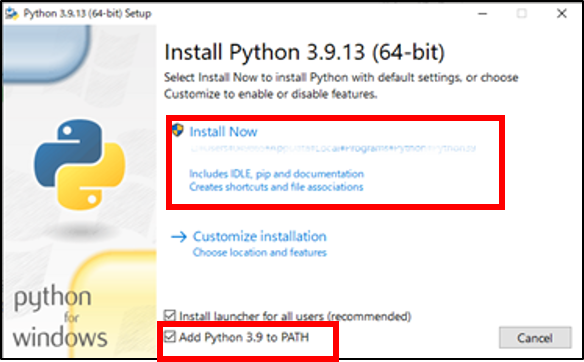 Python 3.9.13 (64-bit) Setup
Install Python 3.9.13 (64-bit)
Select Install Now to install Python with default settings, or choose
Customize to enable or disable features.
Install Now
Includes IDLE, pip and documentation
Creates shortcuts and file associations
Customize installation
Choose location and features
Install launcher for all users (recommended)
Add Python 3.9 to PATH
Cancel
python
for
windows